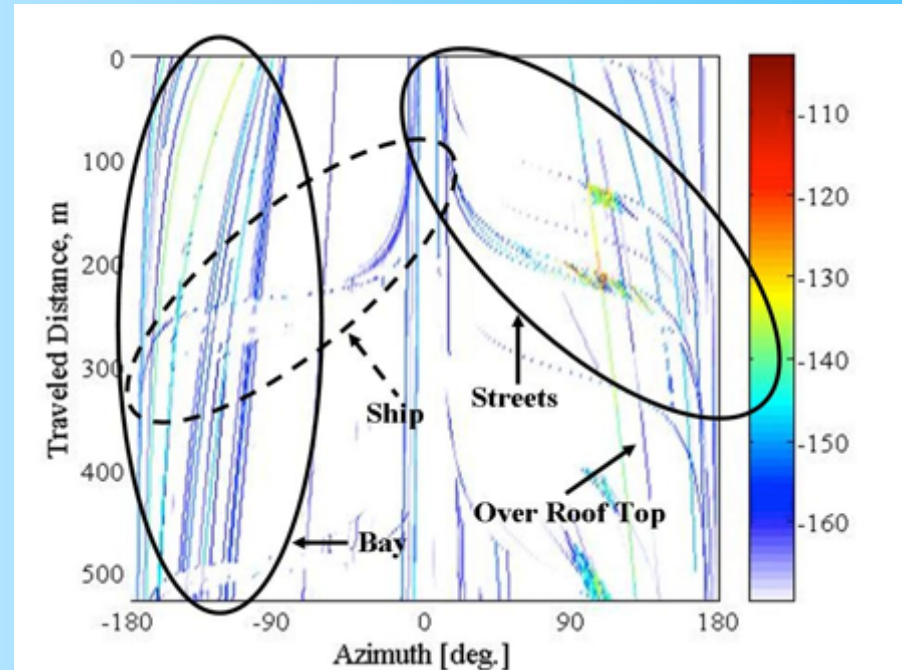 0
100
200
300
400
500
Traveled Distance, m
-180
-90
0
90
180
Azimuth [deg.]
Ship
Streets
Over Roof Top
Bay
-110
-120
-130
-140
-150
-160